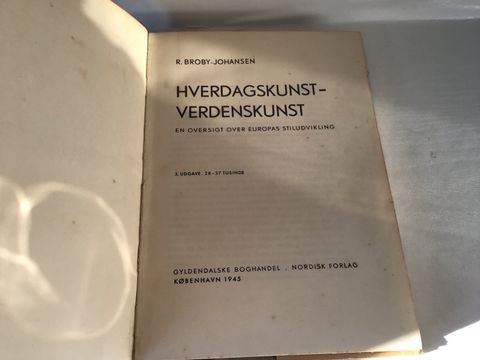 R. BROBY-JOHANSEN
HVERDAGSKUNST-
VERDENSKUNST
EN OVERSIGT OVER EUROPAS STILUDVIKLING
3. UDGAVE. 28-57 TUSINDE
GYLDENDALSKE BOGHANDEL . NORDISK FORLAG
KØBENHAVN 1945